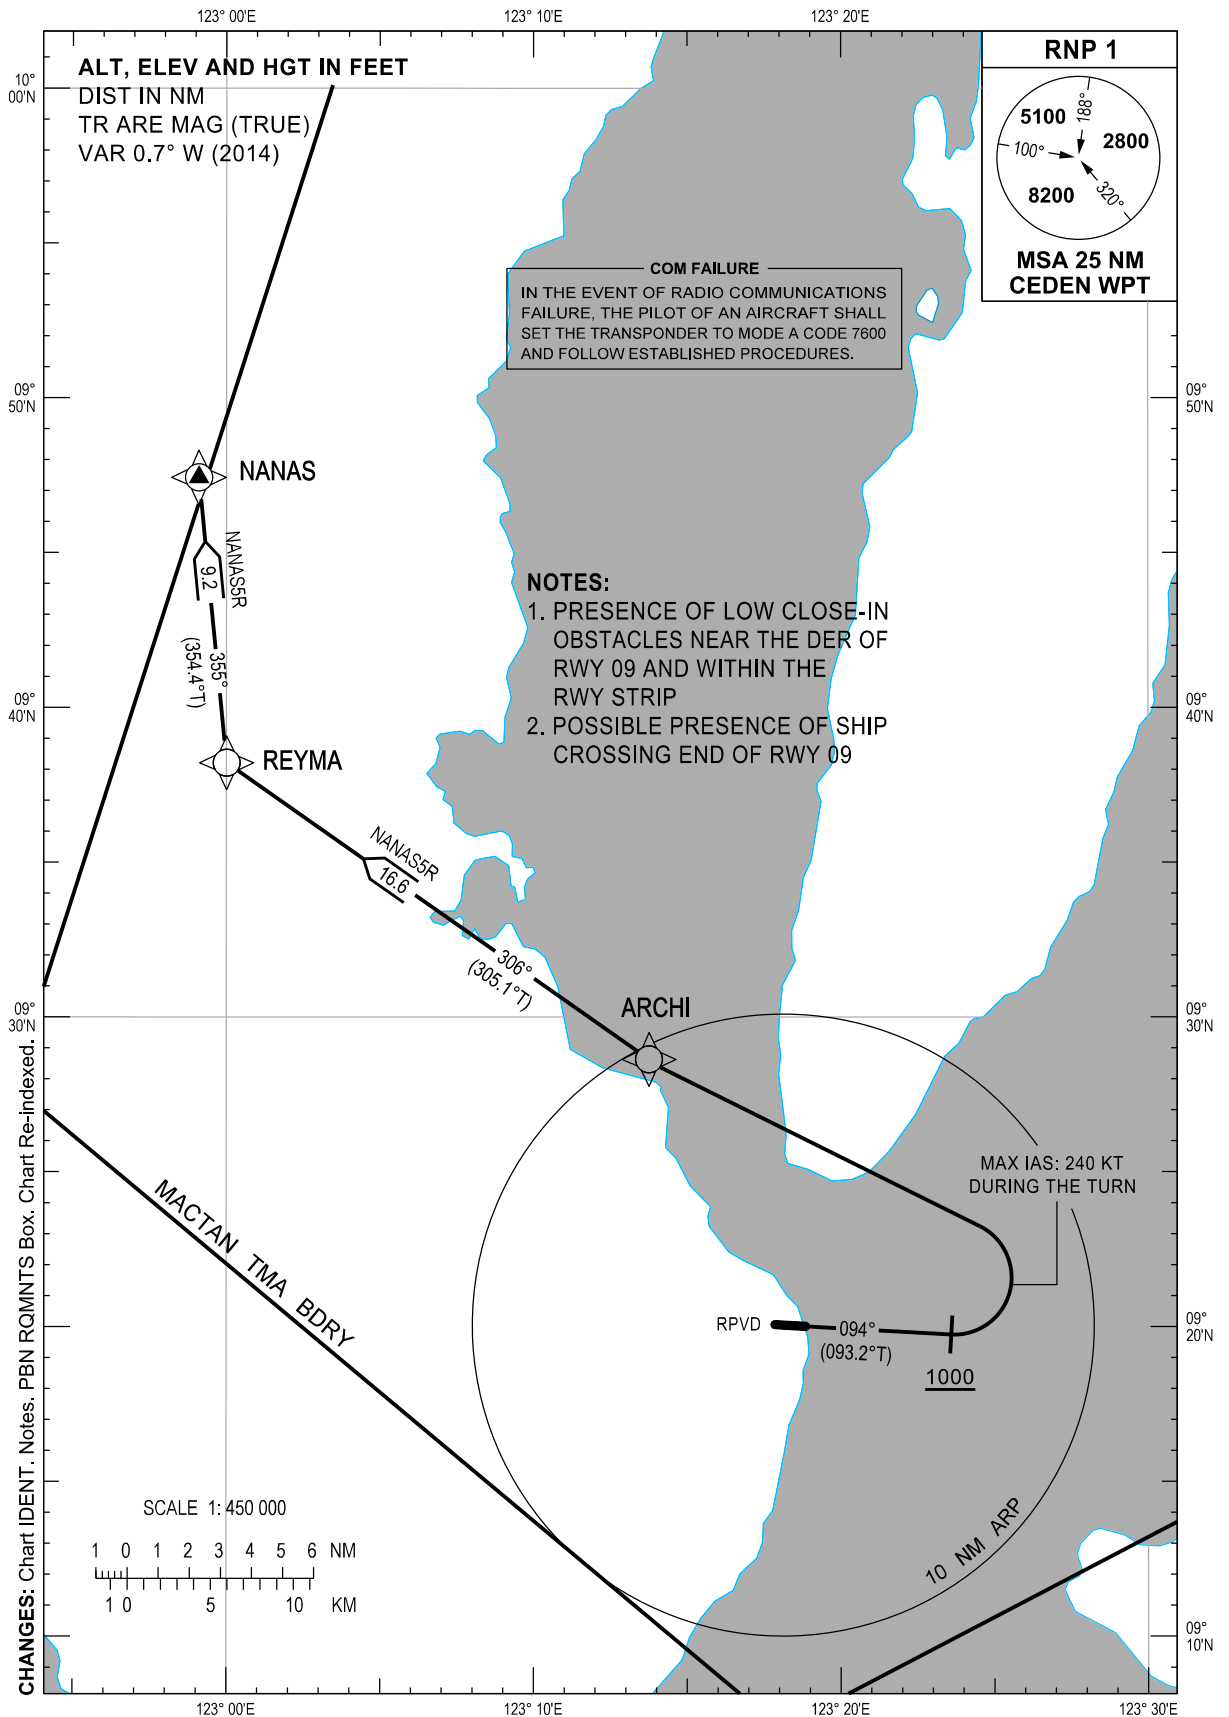 123° 00'E
123° 10'E
123° 20'E
ALT, ELEV AND HGT IN FEET
DIST IN NM
TR ARE MAG (TRUE)
VAR 0.7° W (2014)
RNP 1
5100
188°
2800
100°
8200
320°
MSA 25 NM
CEDEN WPT
10°
00'N
COM FAILURE
IN THE EVENT OF RADIO COMMUNICATIONS
FAILURE, THE PILOT OF AN AIRCRAFT SHALL
SET THE TRANSPONDER TO MODE A CODE 7600
AND FOLLOW ESTABLISHED PROCEDURES.
09°
50'N
09°
50'N
NANAS
NANAS5R
9.2
355°
(354.4°T)
NOTES:
1. PRESENCE OF LOW CLOSE-IN
OBSTACLES NEAR THE DER OF
RWY 09 AND WITHIN THE
RWY STRIP
2. POSSIBLE PRESENCE OF SHIP
CROSSING END OF RWY 09
09°
40'N
09°
40'N
REYMA
NANAS5R
16.6
306°
(305.1°T)
ARCHI
09°
30'N
09°
30'N
MAX IAS: 240 KT
DURING THE TURN
MACTAN TMA BDRY
RPVD
094°
(093.2°T)
1000
09°
20'N
09°
20'N
10 NM ARP
SCALE 1: 450 000
1 0 1 2 3 4 5 6 NM
1 0 5 10 KM
09°
10'N
CHANGES: Chart IDENT. Notes. PBN RQMNTS Box. Chart Re-indexed.
123° 00'E
123° 10'E
123° 20'E
123° 30'E